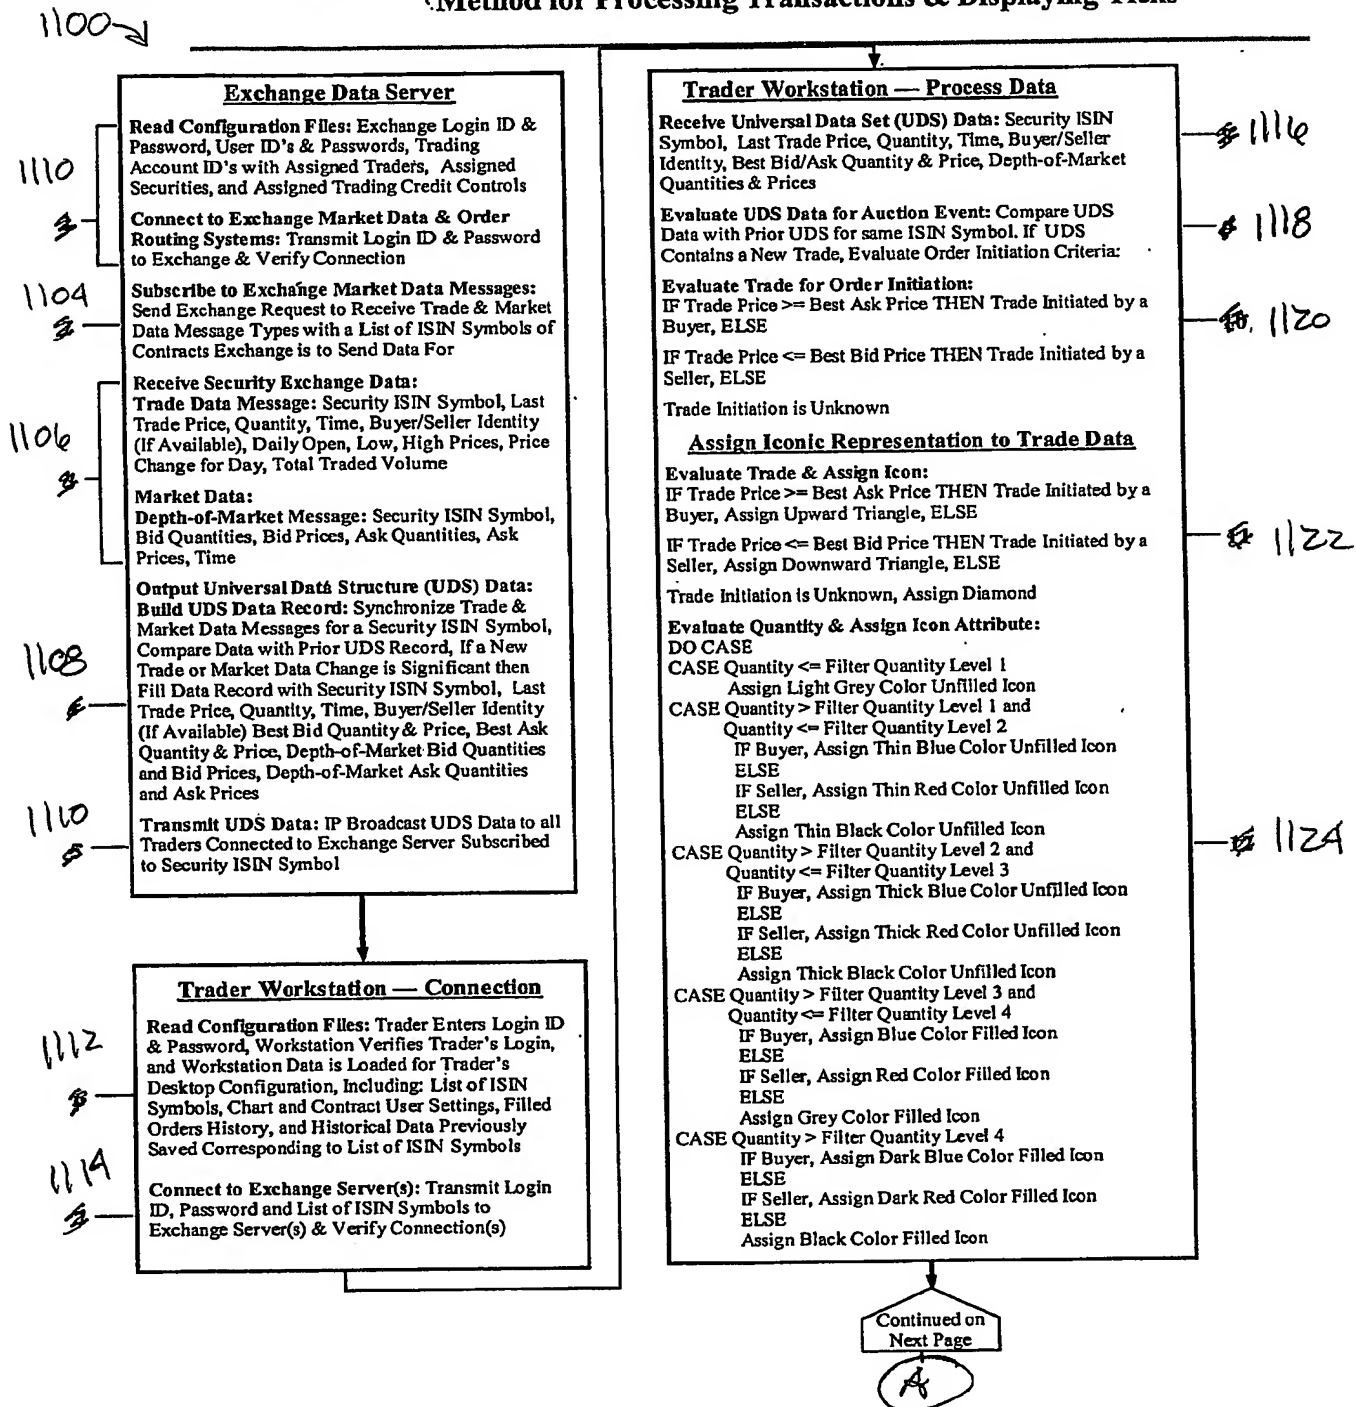 Method for Processing Transactions & Displaying Ticks
1100
Exchange Data Server
Read Configuration Files: Exchange Login ID &
Password, User ID's & Passwords, Trading
Account ID's with Assigned Traders, Assigned
Securities, and Assigned Trading Credit Controls
1110
Connect to Exchange Market Data & Order
Routing Systems: Transmit Login ID & Password
to Exchange & Verify Connection
1104
Subscribe to Exchange Market Data Messages:
Send Exchange Request to Receive Trade & Market
Data Message Types with a List of ISIN Symbols of
Contracts Exchange is to Send Data For
1106
Receive Security Exchange Data:
Trade Data Message: Security ISIN Symbol, Last
Trade Price, Quantity, Time, Buyer/Seller Identity
(If Available), Daily Open, Low, High Prices, Price
Change for Day, Total Traded Volume
Market Data:
Depth-of-Market Message: Security ISIN Symbol,
Bid Quantities, Bid Prices, Ask Quantities, Ask
Prices, Time
1108
Output Universal Data Structure (UDS) Data:
Build UDS Data Record: Synchronize Trade &
Market Data Messages for a Security ISIN Symbol,
Compare Data with Prior UDS Record, If a New
Trade or Market Data Change is Significant then
Fill Data Record with Security ISIN Symbol, Last
Trade Price, Quantity, Time, Buyer/Seller Identity
(If Available) Best Bid Quantity & Price, Best Ask
Quantity & Price, Depth-of-Market Bid Quantities
and Bid Prices, Depth-of-Market Ask Quantities
and Ask Prices
1110
Transmit UDS Data: IP Broadcast UDS Data to all
Traders Connected to Exchange Server Subscribed
to Security ISIN Symbol
Trader Workstation — Connection
1112
Read Configuration Files: Trader Enters Login ID
& Password, Workstation Verifies Trader's Login,
and Workstation Data is Loaded for Trader's
Desktop Configuration, Including: List of ISIN
Symbols, Chart and Contract User Settings, Filled
Orders History, and Historical Data Previously
Saved Corresponding to List of ISIN Symbols
1114
Connect to Exchange Server(s): Transmit Login
ID, Password and List of ISIN Symbols to
Exchange Server(s) & Verify Connection(s)
Trader Workstation — Process Data
Receive Universal Data Set (UDS) Data: Security ISIN
Symbol, Last Trade Price, Quantity, Time, Buyer/Seller
Identity, Best Bid/Ask Quantity & Price, Depth-of-Market
Quantities & Prices
1116
Evaluate UDS Data for Auction Event: Compare UDS
Data with Prior UDS for same ISIN Symbol. If UDS
Contains a New Trade, Evaluate Order Initiation Criteria:
1118
Evaluate Trade for Order Initiation:
IF Trade Price >= Best Ask Price THEN Trade Initiated by a
Buyer, ELSE
1120
IF Trade Price <= Best Bid Price THEN Trade Initiated by a
Seller, ELSE
Trade Initiation is Unknown
Assign Iconic Representation to Trade Data
Evaluate Trade & Assign Icon:
IF Trade Price >= Best Ask Price THEN Trade Initiated by a
Buyer, Assign Upward Triangle, ELSE
1122
IF Trade Price <= Best Bid Price THEN Trade Initiated by a
Seller, Assign Downward Triangle, ELSE
Trade Initiation is Unknown, Assign Diamond
Evaluate Quantity & Assign Icon Attribute:
DO CASE
CASE Quantity <= Filter Quantity Level 1
Assign Light Grey Color Unfilled Icon
CASE Quantity > Filter Quantity Level 1 and
Quantity <= Filter Quantity Level 2
IF Buyer, Assign Thin Blue Color Unfilled Icon
ELSE
IF Seller, Assign Thin Red Color Unfilled Icon
ELSE
Assign Thin Black Color Unfilled Icon
1124
CASE Quantity > Filter Quantity Level 2 and
Quantity <= Filter Quantity Level 3
IF Buyer, Assign Thick Blue Color Unfilled Icon
ELSE
IF Seller, Assign Thick Red Color Unfilled Icon
ELSE
Assign Thick Black Color Unfilled Icon
CASE Quantity > Filter Quantity Level 3 and
Quantity <= Filter Quantity Level 4
IF Buyer, Assign Blue Color Filled Icon
ELSE
IF Seller, Assign Red Color Filled Icon
ELSE
Assign Grey Color Filled Icon
CASE Quantity > Filter Quantity Level 4
IF Buyer, Assign Dark Blue Color Filled Icon
ELSE
IF Seller, Assign Dark Red Color Filled Icon
ELSE
Assign Black Color Filled Icon
Continued on
Next Page
A